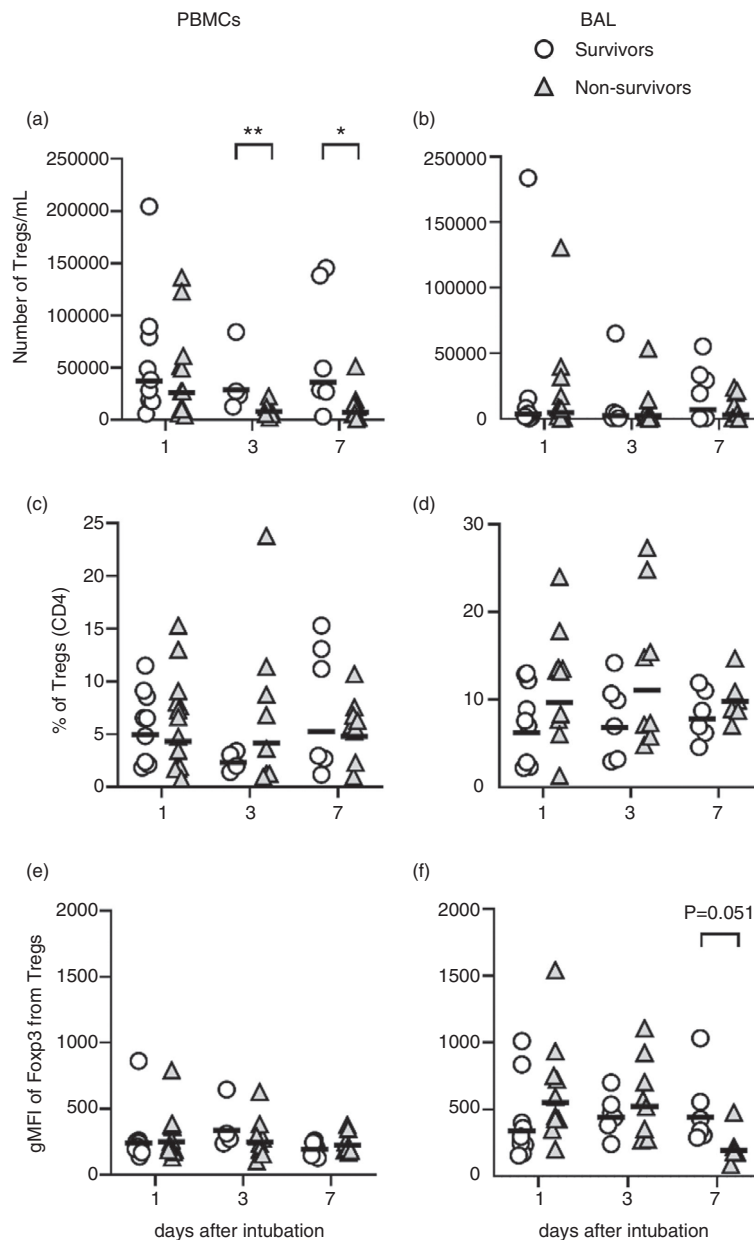 PBMCs
BAL
Survivors
Non-survivors
(a)
(b)
** *
250000
200000
150000
100000
50000
0
Number of Tregs/mL
1 3 7
250000
150000
100000
50000
0
1 3 7
(c)
(d)
25
20
15
10
5
0
% of Tregs (CD4)
1 3 7
30
20
10
0
1 3 7
(e)
(f)
2000
1500
1000
500
0
gMFI of Foxp3 from Tregs
1 3 7
days after intubation
P=0.051
2000
1500
1000
500
0
1 3 7
days after intubation